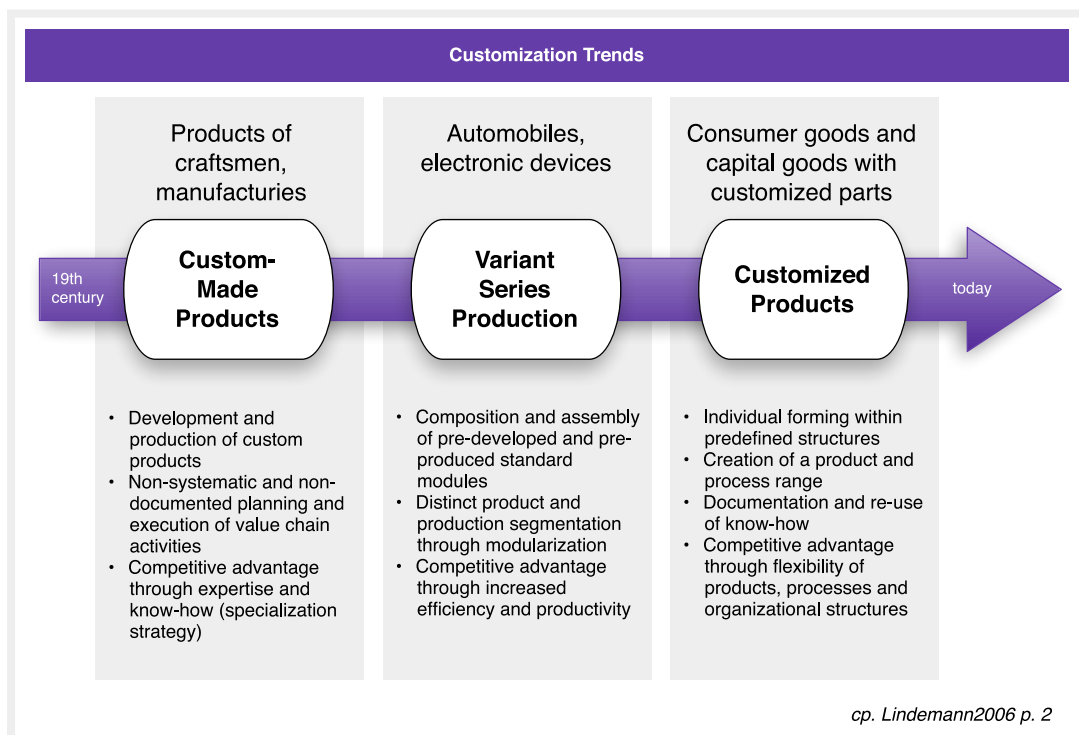 Customization Trends
Products of
craftsmen,
manufacturies
Automobiles,
electronic devices
Consumer goods and
capital goods with
customized parts
19th
century
Custom-
Made
Products
Variant
Series
Production
Customized
Products
today
• Development and
production of custom
products
• Non-systematic and non-
documented planning and
execution of value chain
activities
• Competitive advantage
through expertise and
know-how (specialization
strategy)
• Composition and assembly
of pre-developed and pre-
produced standard
modules
• Distinct product and
production segmentation
through modularization
• Competitive advantage
through increased
efficiency and productivity
• Individual forming within
predefined structures
• Creation of a product and
process range
• Documentation and re-use
of know-how
• Competitive advantage
through flexibility of
products, processes and
organizational structures
cp. Lindemann2006 p. 2